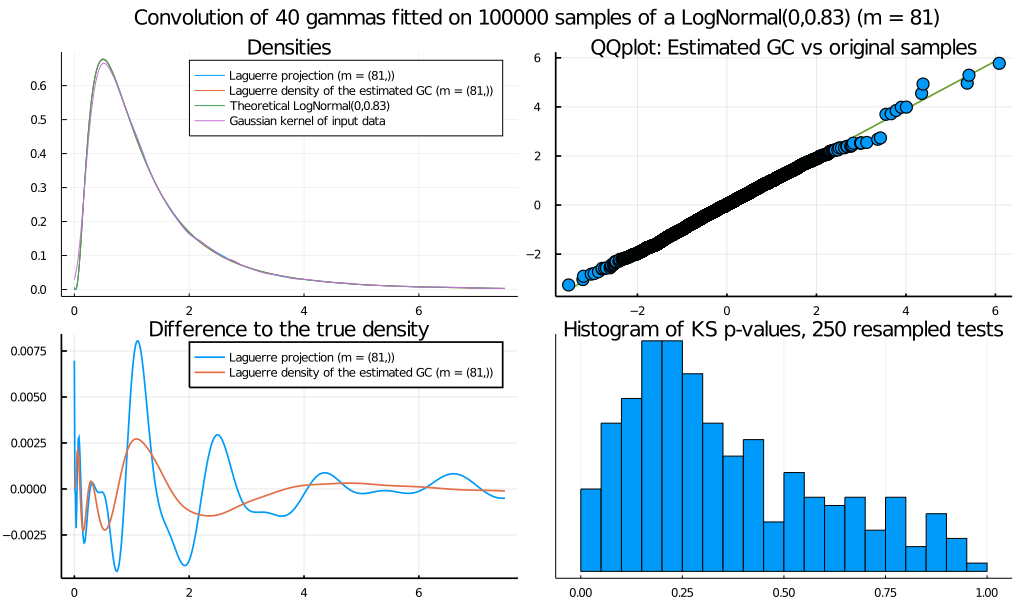 Convolution of 40 gammas fitted on 100000 samples of a LogNormal(0,0.83) (m = 81)
Densities
Laguerre projection (m = (81,))
Laguerre density of the estimated GC (m = (81,))
Theoretical LogNormal(0,0.83)
Gaussian kernel of input data
0.6
0.5
0.4
0.3
0.2
0.1
0.0
0 2 4 6
QQplot: Estimated GC vs original samples
6
4
2
0
−2
−2 0 2 4 6
Difference to the true density
Laguerre projection (m = (81,))
Laguerre density of the estimated GC (m = (81,))
0.0075
0.0050
0.0025
0.0000
−0.0025
0 2 4 6
Histogram of KS p-values, 250 resampled tests
0.00 0.25 0.50 0.75 1.00